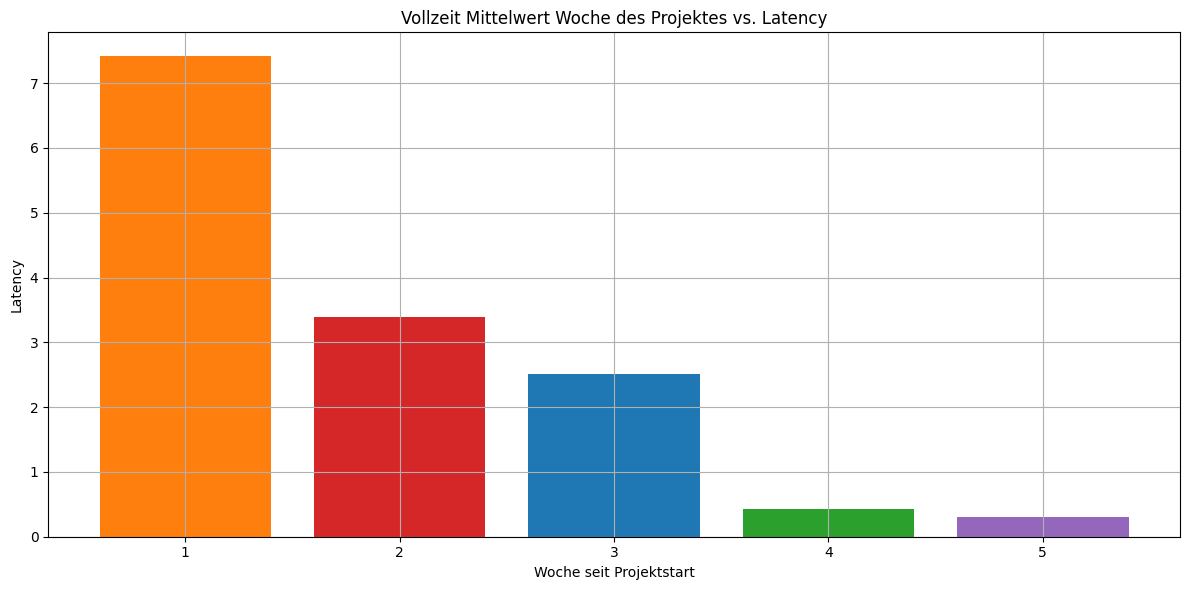 Vollzeit Mittelwert Woche des Projektes vs. Latency
Latency
7
6
5
4
3
2
1
0
1 2 3 4 5
Woche seit Projektstart